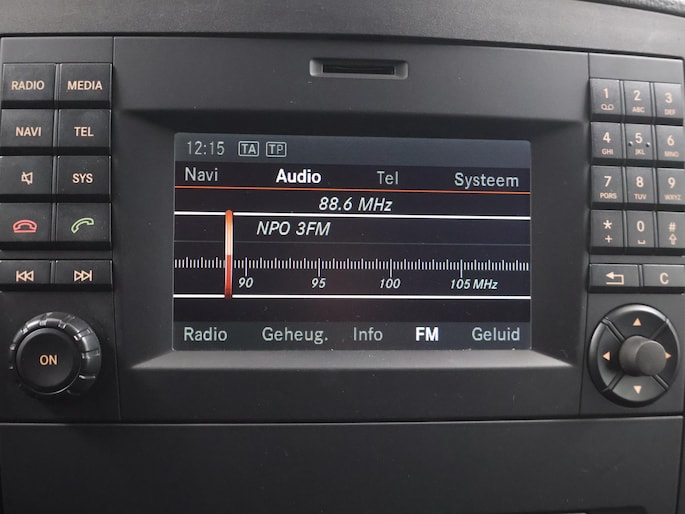 RADIO MEDIA
NAVI TEL
SYS
ON
12:15 TA TP
Navi Audio Tel Systeem
88.6 MHz
NPO 3FM
90 95 100 105 MHz
Radio Geheug. Info FM Geluid
1 2 ABC 3 DEF
4 GHI 5 JKL 6 MNO
7 PQRS 8 TUV 9 WXYZ
* + 0 #
C